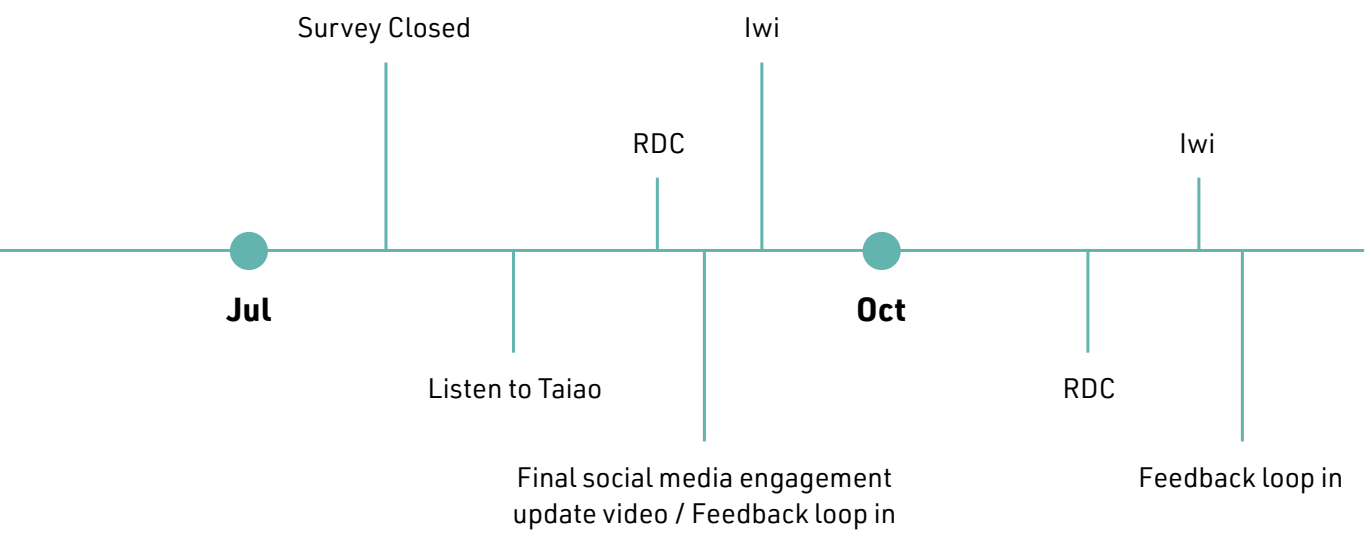 Survey Closed
Iwi
RDC
Iwi
Jul
Oct
Listen to Taiao
RDC
Final social media engagement
update video / Feedback loop in
Feedback loop in